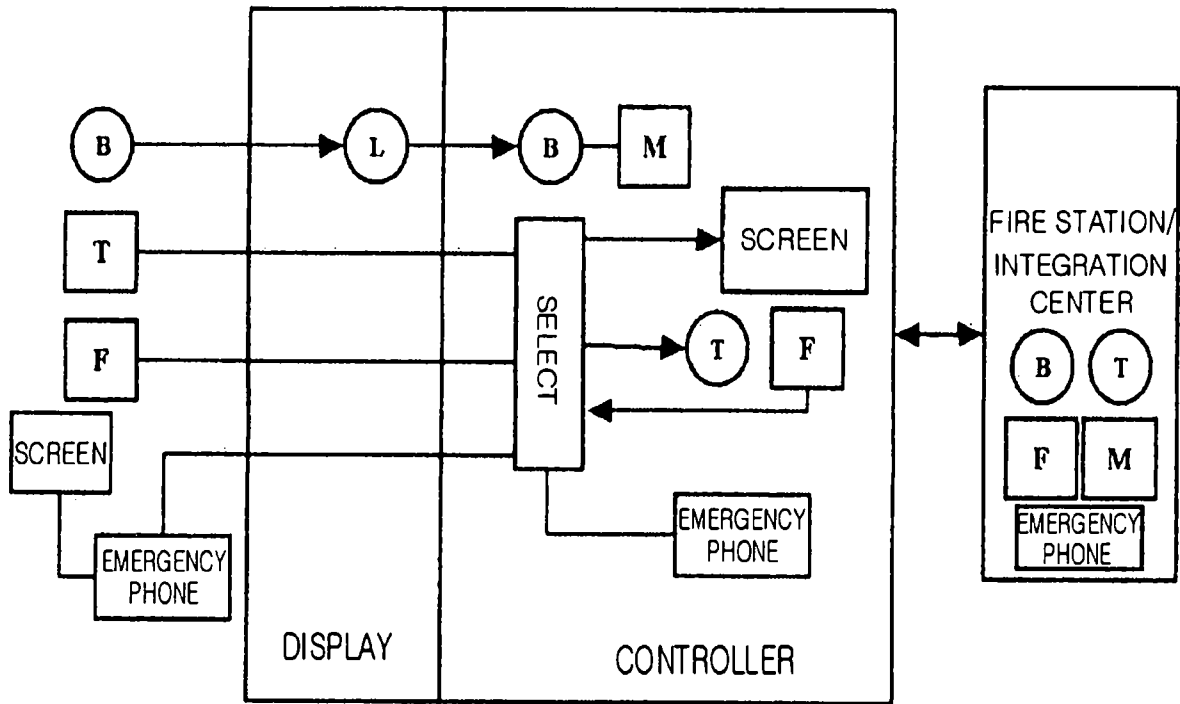 B
L
B
M
T
SELECT
SCREEN
F
T
F
SCREEN
EMERGENCY
PHONE
EMERGENCY
PHONE
DISPLAY
CONTROLLER
FIRE STATION/
INTEGRATION
CENTER
B
T
F
M
EMERGENCY
PHONE